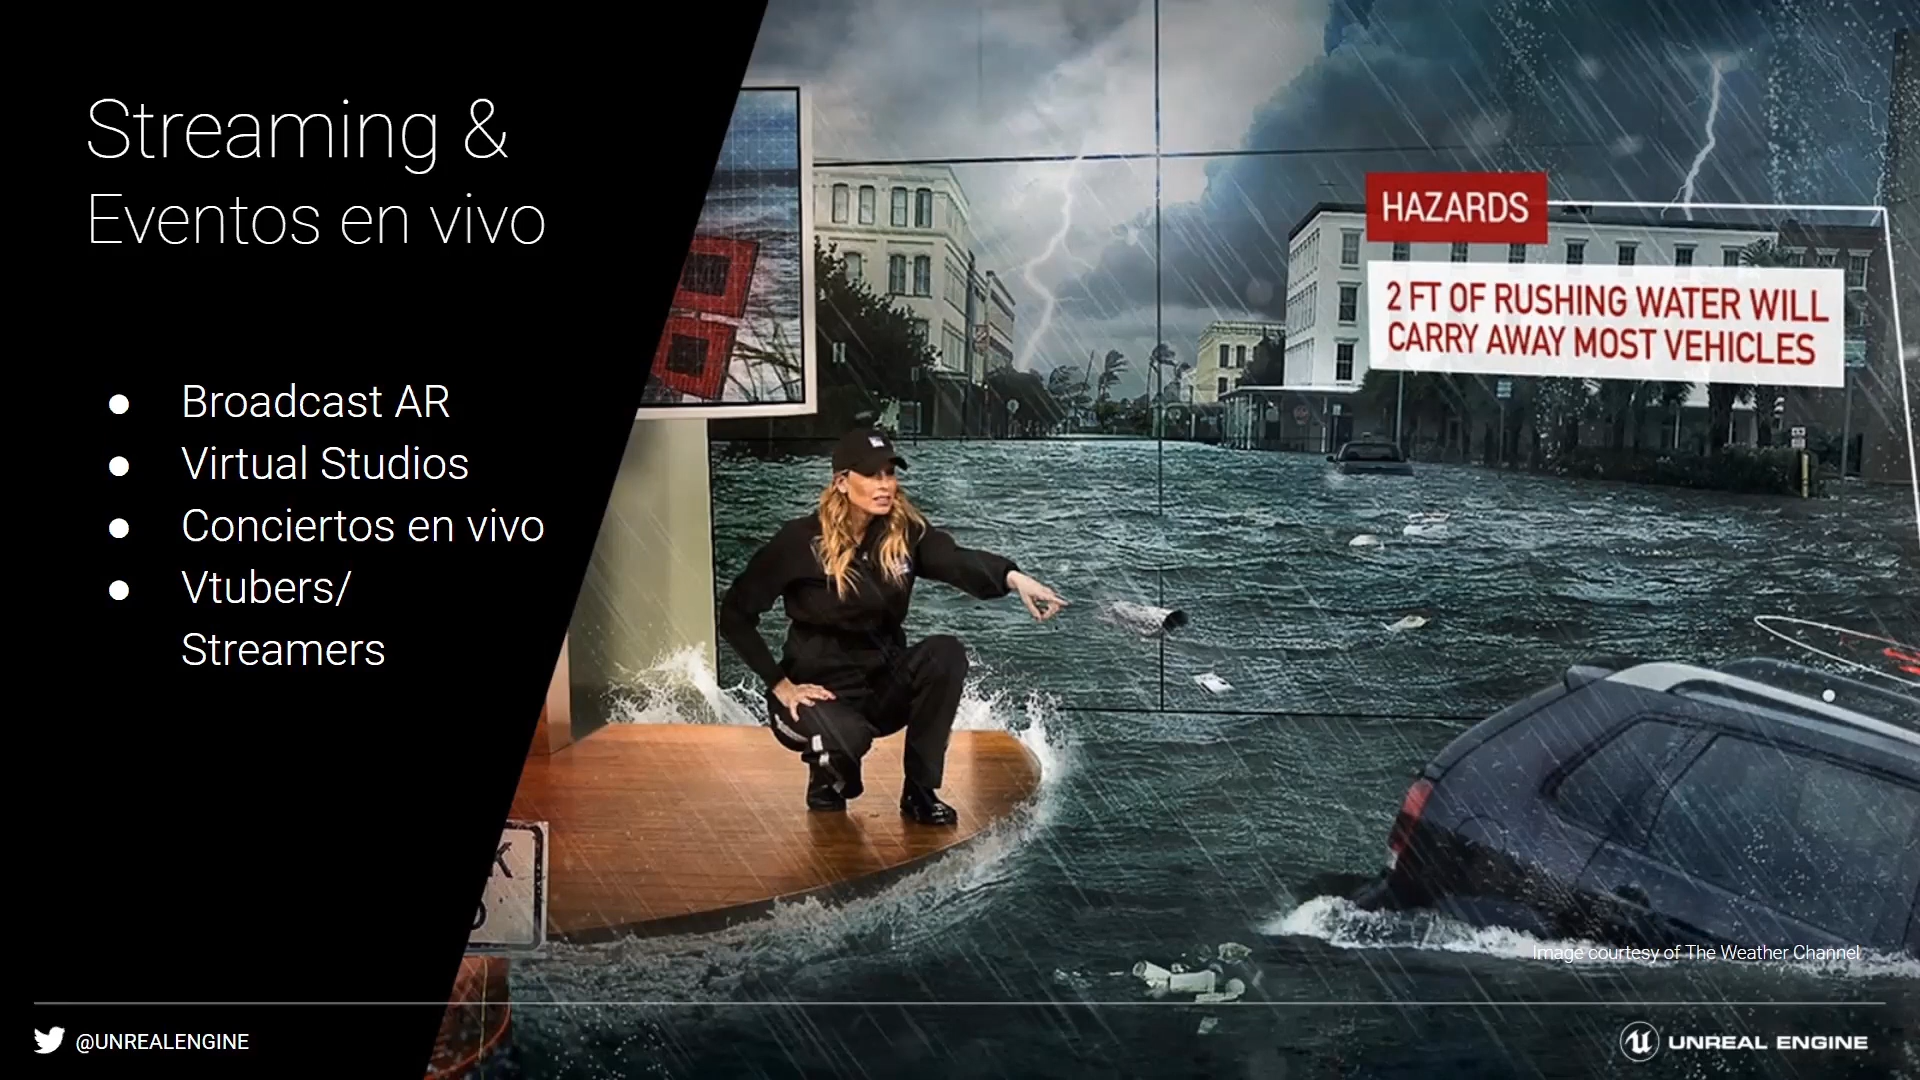 Streaming &
Eventos en vivo
● Broadcast AR
● Virtual Studios
● Conciertos en vivo
● Vtubers/
Streamers
HAZARDS
2 FT OF RUSHING WATER WILL
CARRY AWAY MOST VEHICLES
Image courtesy of The Weather Channel
@UNREALENGINE
UNREAL ENGINE